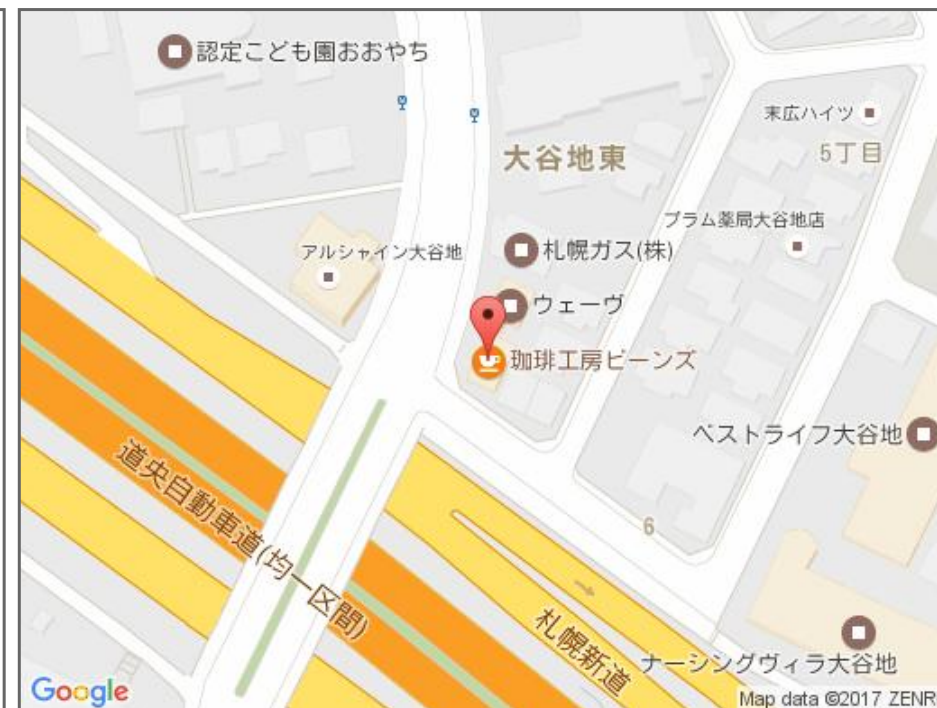 認定こども園おおやち
末広ハイツ
大谷地東
5丁目
プラム薬局大谷地店
アルシャイン大谷地
札幌ガス(株)
ウェーヴ
珈琲工房ビーンズ
ベストライフ大谷地
道央自動車道(均一区間)
6
札幌新道
ナーシングヴィラ大谷地
Google
Map data ©2017 ZENR